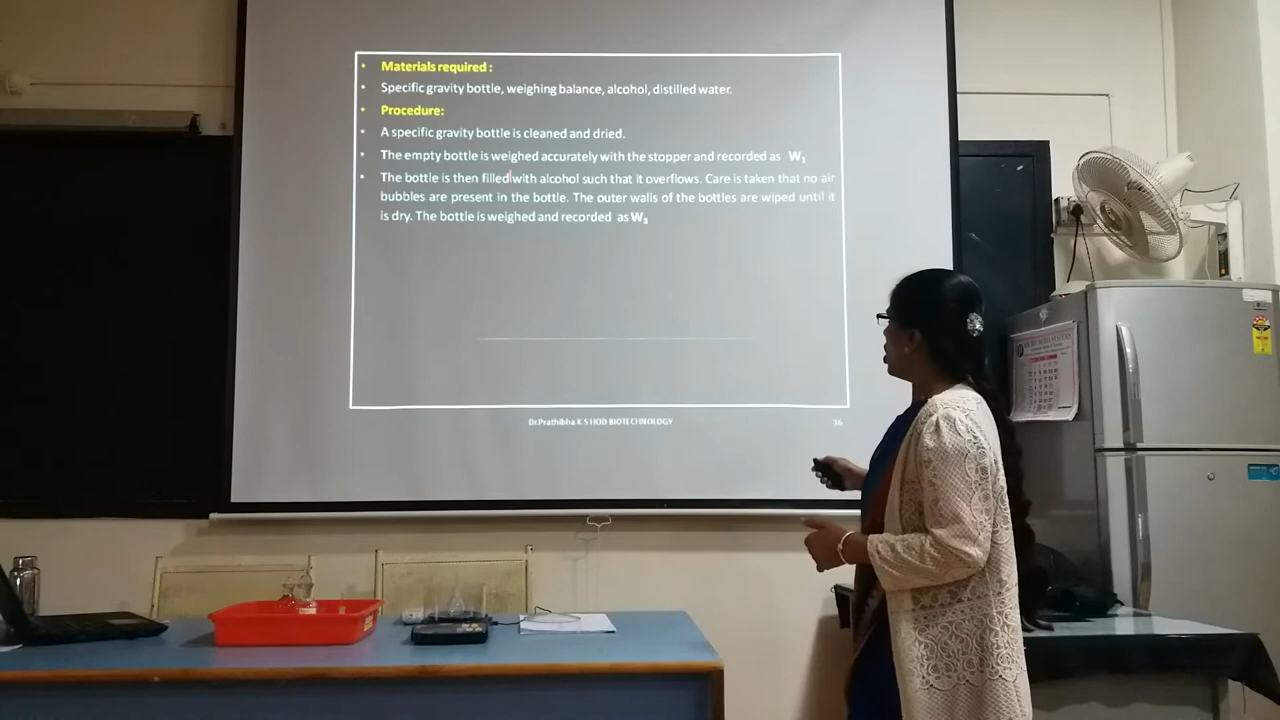 • Materials required :
• Specific gravity bottle, weighing balance, alcohol, distilled water.
• Procedure:
• A specific gravity bottle is cleaned and dried.
• The empty bottle is weighed accurately with the stopper and recorded as W₁
• The bottle is then filled with alcohol such that it overflows. Care is taken that no air
bubbles are present in the bottle. The outer walls of the bottles are wiped until it
is dry. The bottle is weighed and recorded as W₃
Dr.Prathibha.K S HOD BIOTECHNOLOGY
36